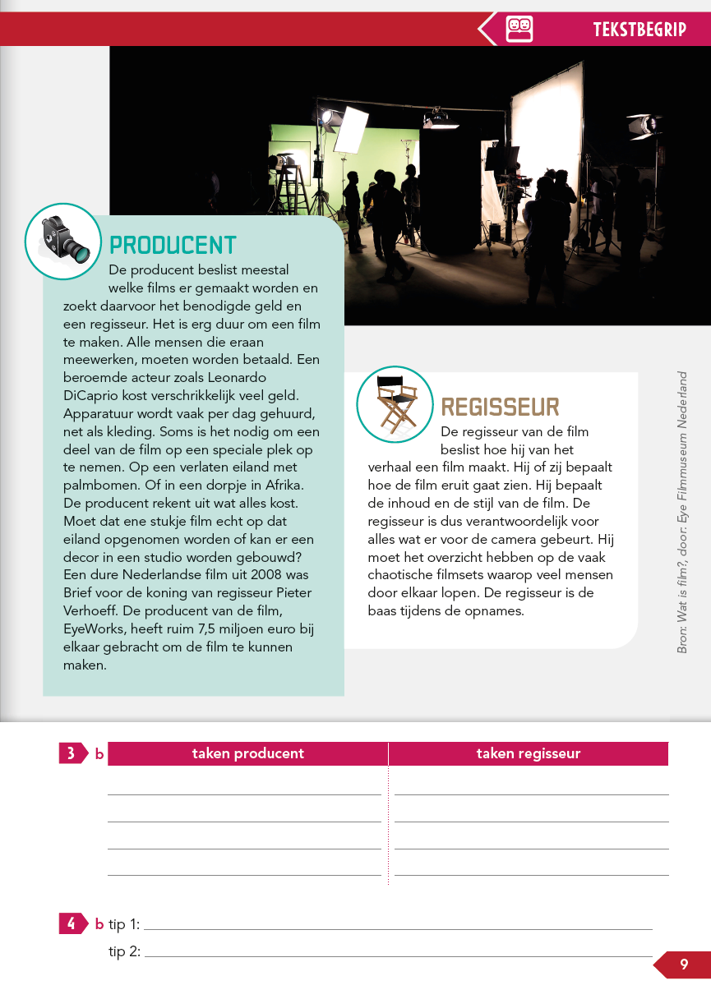 TEKSTBEGRIP
PRODUCENT
De producent beslist meestal
welke films er gemaakt worden en
zoekt daarvoor het benodigde geld en
een regisseur. Het is erg duur om een film
te maken. Alle mensen die eraan
meewerken, moeten worden betaald. Een
beroemde acteur zoals Leonardo
DiCaprio kost verschrikkelijk veel geld.
Apparatuur wordt vaak per dag gehuurd,
net als kleding. Soms is het nodig om een
deel van de film op een speciale plek op
te nemen. Op een verlaten eiland met
palmbomen. Of in een dorpje in Afrika.
De producent rekent uit wat alles kost.
Moet dat ene stukje film echt op dat
eiland opgenomen worden of kan er een
decor in een studio worden gebouwd?
Een dure Nederlandse film uit 2008 was
Brief voor de koning van regisseur Pieter
Verhoeff. De producent van de film,
EyeWorks, heeft ruim 7,5 miljoen euro bij
elkaar gebracht om de film te kunnen
maken.
REGISSEUR
De regisseur van de film
beslist hoe hij van het
verhaal een film maakt. Hij of zij bepaalt
hoe de film eruit gaat zien. Hij bepaalt
de inhoud en de stijl van de film. De
regisseur is dus verantwoordelijk voor
alles wat er voor de camera gebeurt. Hij
moet het overzicht hebben op de vaak
chaotische filmsets waarop veel mensen
door elkaar lopen. De regisseur is de
baas tijdens de opnames.
Bron: Wat is film?, door: Eye Filmmuseum Nederland
3 b taken producent taken regisseur
4 b tip 1:
tip 2:
9